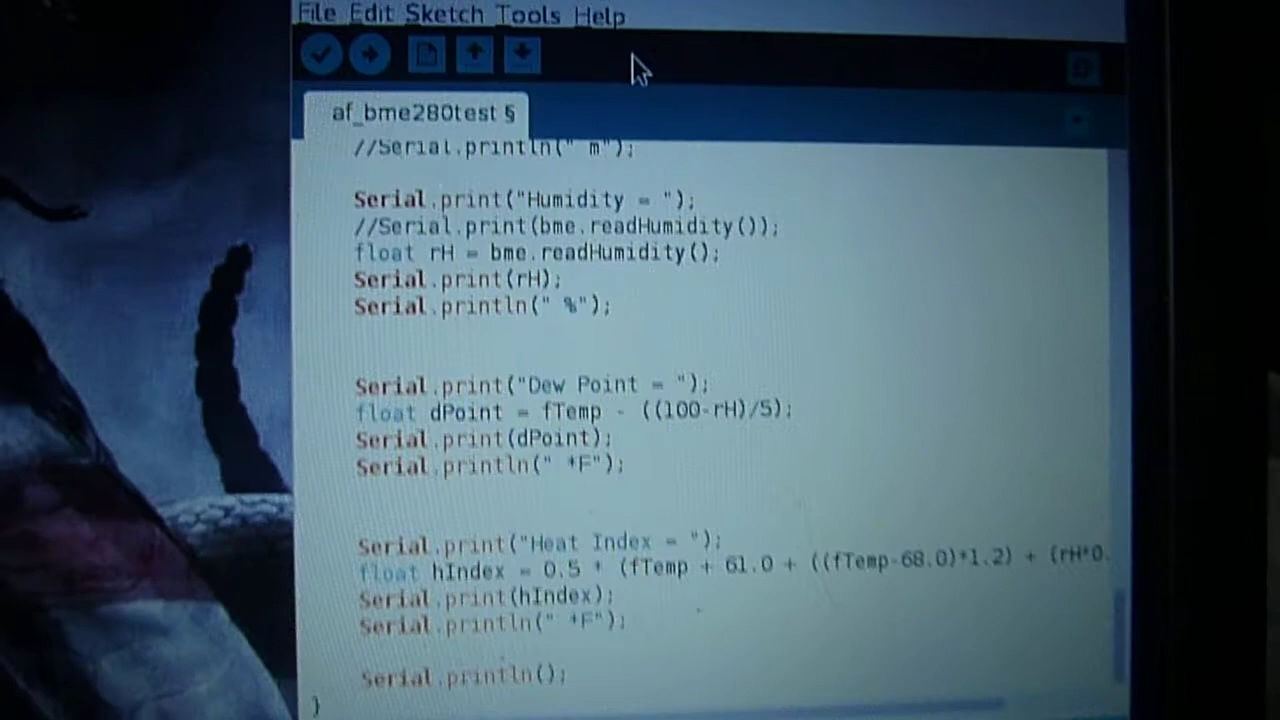 File Edit Sketch Tools Help
af_bme280test §
//Serial.println(" m");
Serial.print("Humidity = ");
//Serial.print(bme.readHumidity());
float rH = bme.readHumidity();
Serial.print(rH);
Serial.println(" %");
Serial.print("Dew Point = ");
float dPoint = fTemp - ((100-rH)/5);
Serial.print(dPoint);
Serial.println(" *F");
Serial.print("Heat Index = ");
float hIndex = 0.5 * (fTemp + 61.0 + ((fTemp-68.0)*1.2) + (rH*0.
Serial.print(hIndex);
Serial.println(" *F");
Serial.println();
}